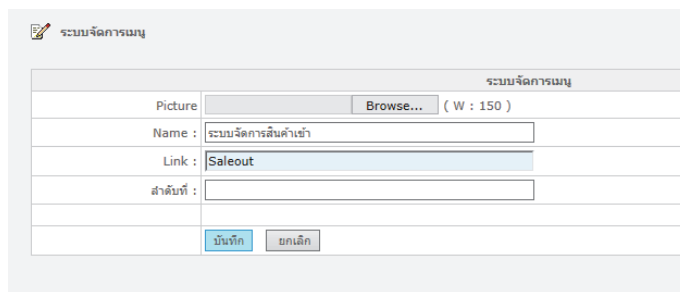 ระบบจัดการเมนู
ระบบจัดการเมนู
Picture Browse... ( W : 150 )
Name : ระบบจัดการสินค้าเข้า
Link : Saleout
ลำดับที่ :
บันทึก ยกเลิก